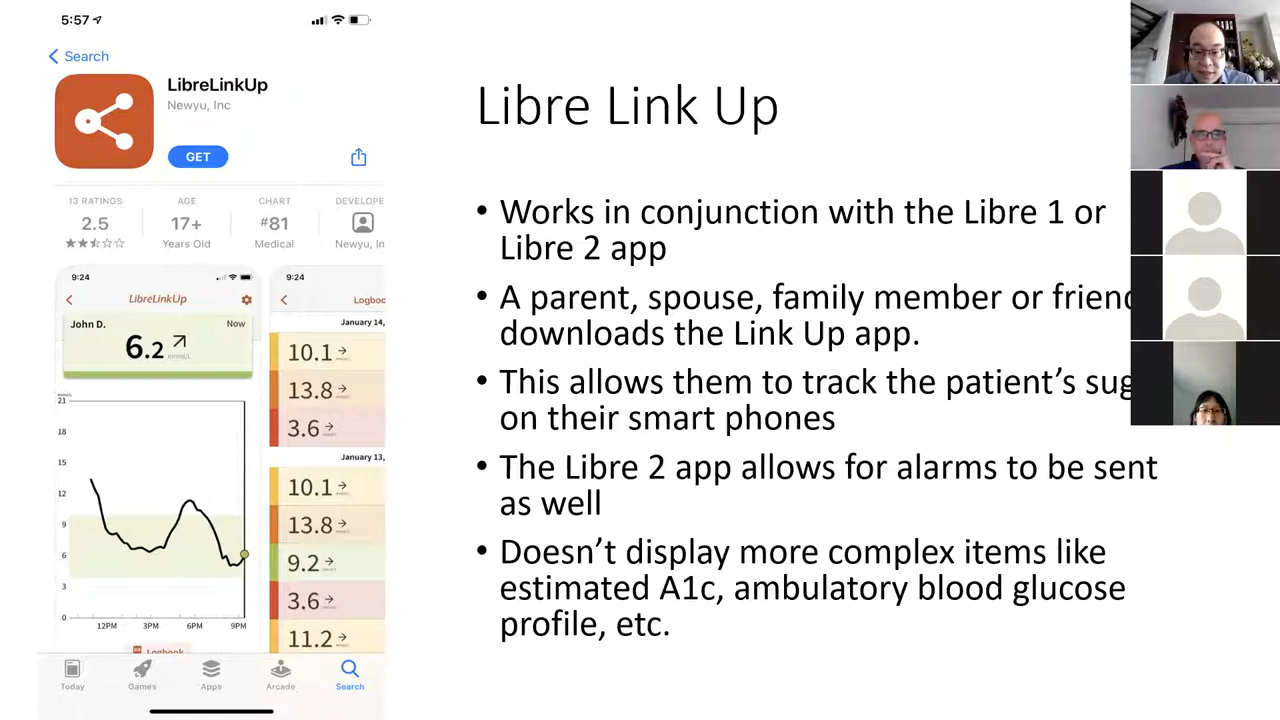 5:57
Search
LibreLinkUp
Newyu, Inc
GET
13 RATINGS
AGE
CHART
DEVELOPE
2.5
17+
#81
Years Old
Medical
Newyu, In
9:24
LibreLinkUp
John D.
Now
6.2
mmol/L
21
18
15
12
9
6
3
0
12PM
3PM
6PM
9PM
Logbook
9:24
Logboo
January 14,
10.1
13.8
3.6
January 13,
10.1
13.8
9.2
3.6
11.2
Today
Games
Apps
Arcade
Search
Libre Link Up
• Works in conjunction with the Libre 1 or
Libre 2 app
• A parent, spouse, family member or frien
downloads the Link Up app.
• This allows them to track the patient’s sug
on their smart phones
• The Libre 2 app allows for alarms to be sent
as well
• Doesn’t display more complex items like
estimated A1c, ambulatory blood glucose
profile, etc.